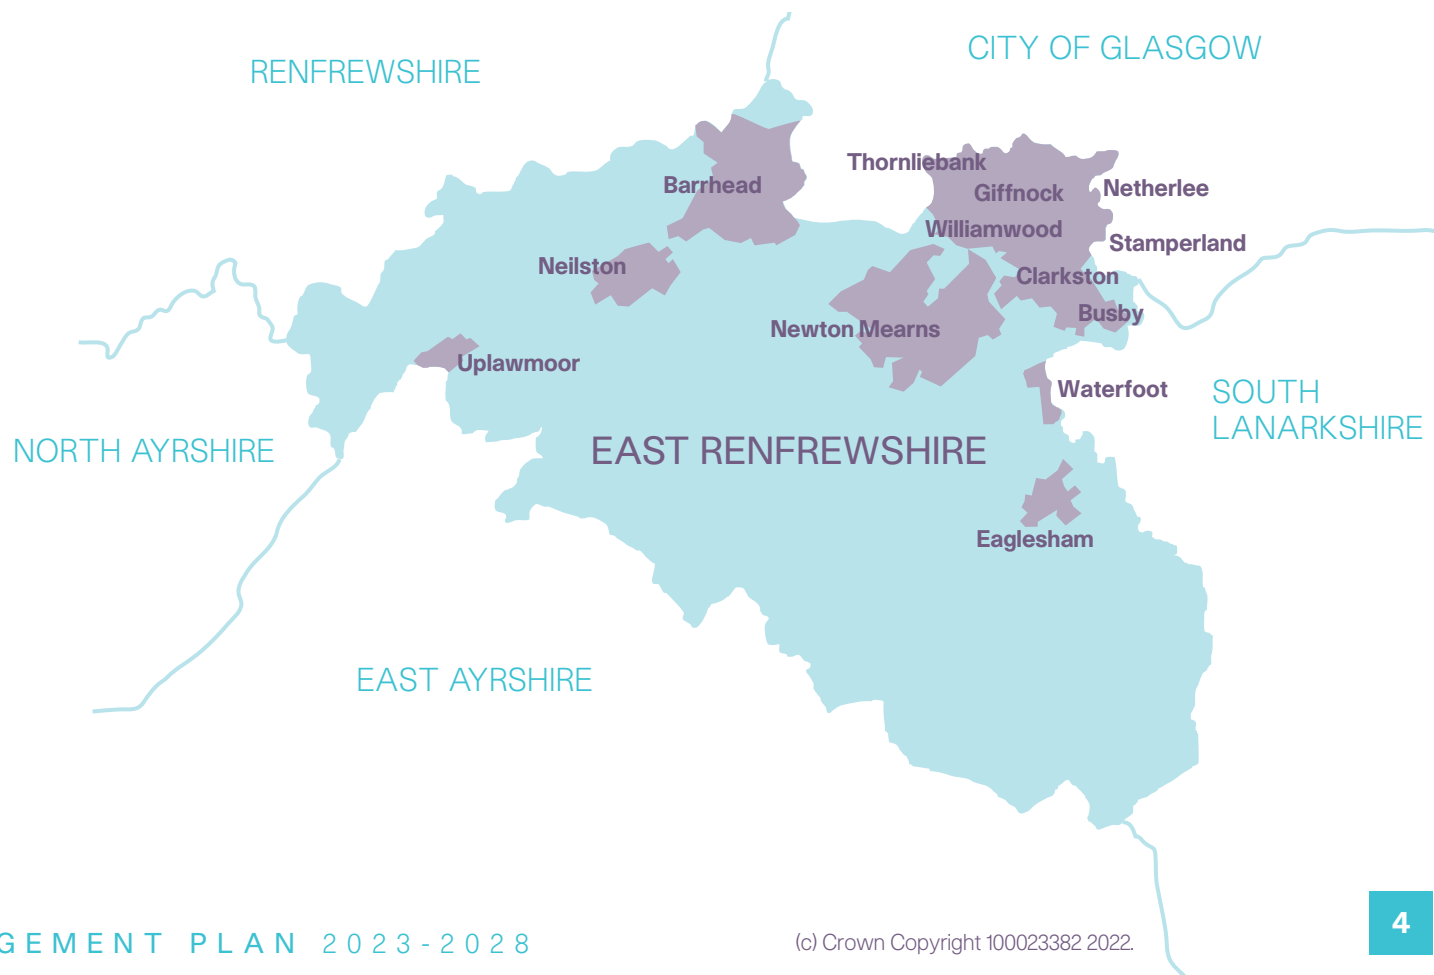 CITY OF GLASGOW
RENFREWSHIRE
Thornliebank
Barrhead
Giffnock
Netherlee
Williamwood
Stamperland
Neilston
Clarkston
Busby
Newton Mearns
Uplawmoor
Waterfoot
SOUTH
LANARKSHIRE
NORTH AYRSHIRE
EAST RENFREWSHIRE
Eaglesham
EAST AYRSHIRE
GEMENT PLAN 2023-2028
(c) Crown Copyright 100023382 2022.
4